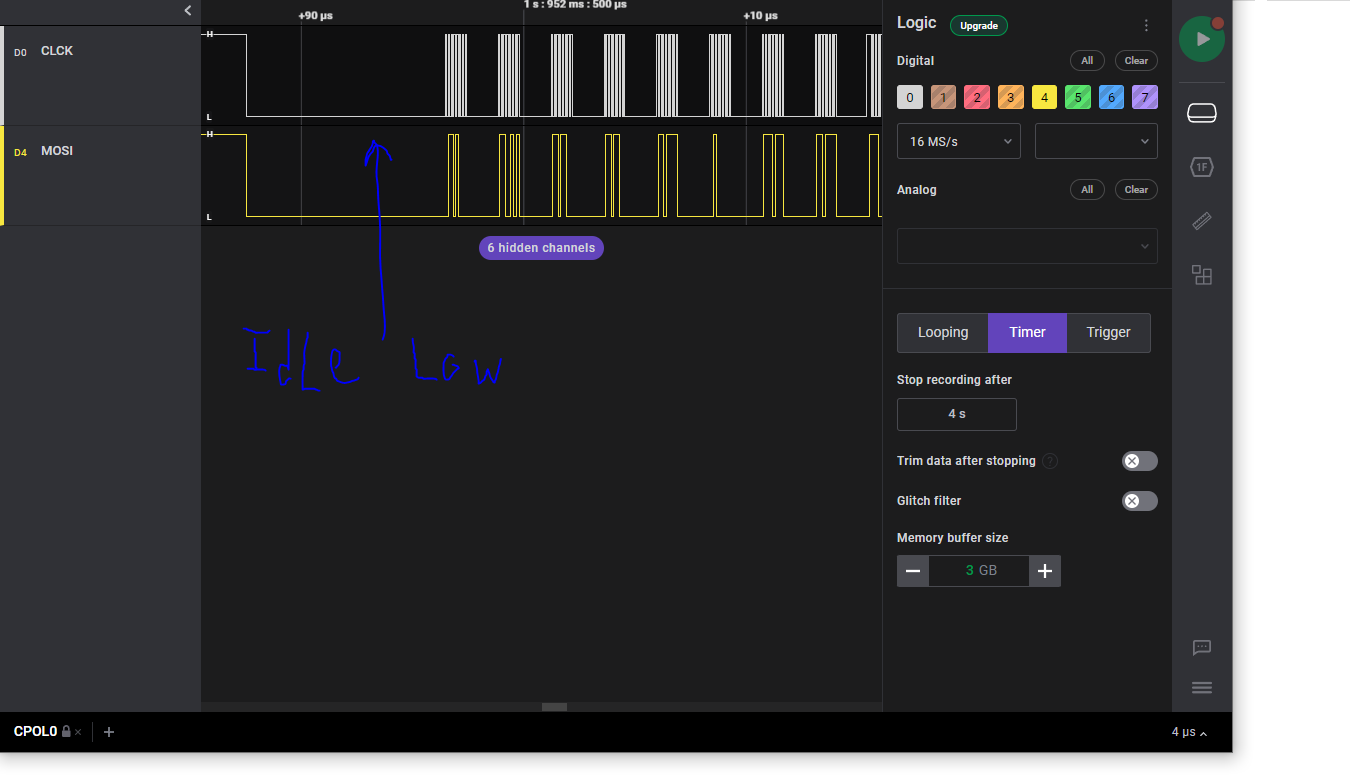 1 s : 952 ms : 500 µs
+90 µs
+10 µs
D0 CLCK
H
L
D4 MOSI
H
L
6 hidden channels
IdLe Low
Logic Upgrade
Digital All Clear
0 1 2 3 4 5 6 7
16 MS/s
Analog All Clear
Looping Timer Trigger
Stop recording after
4 s
Trim data after stopping ?
Glitch filter
Memory buffer size
3 GB
1F
CPOL0
4 µs